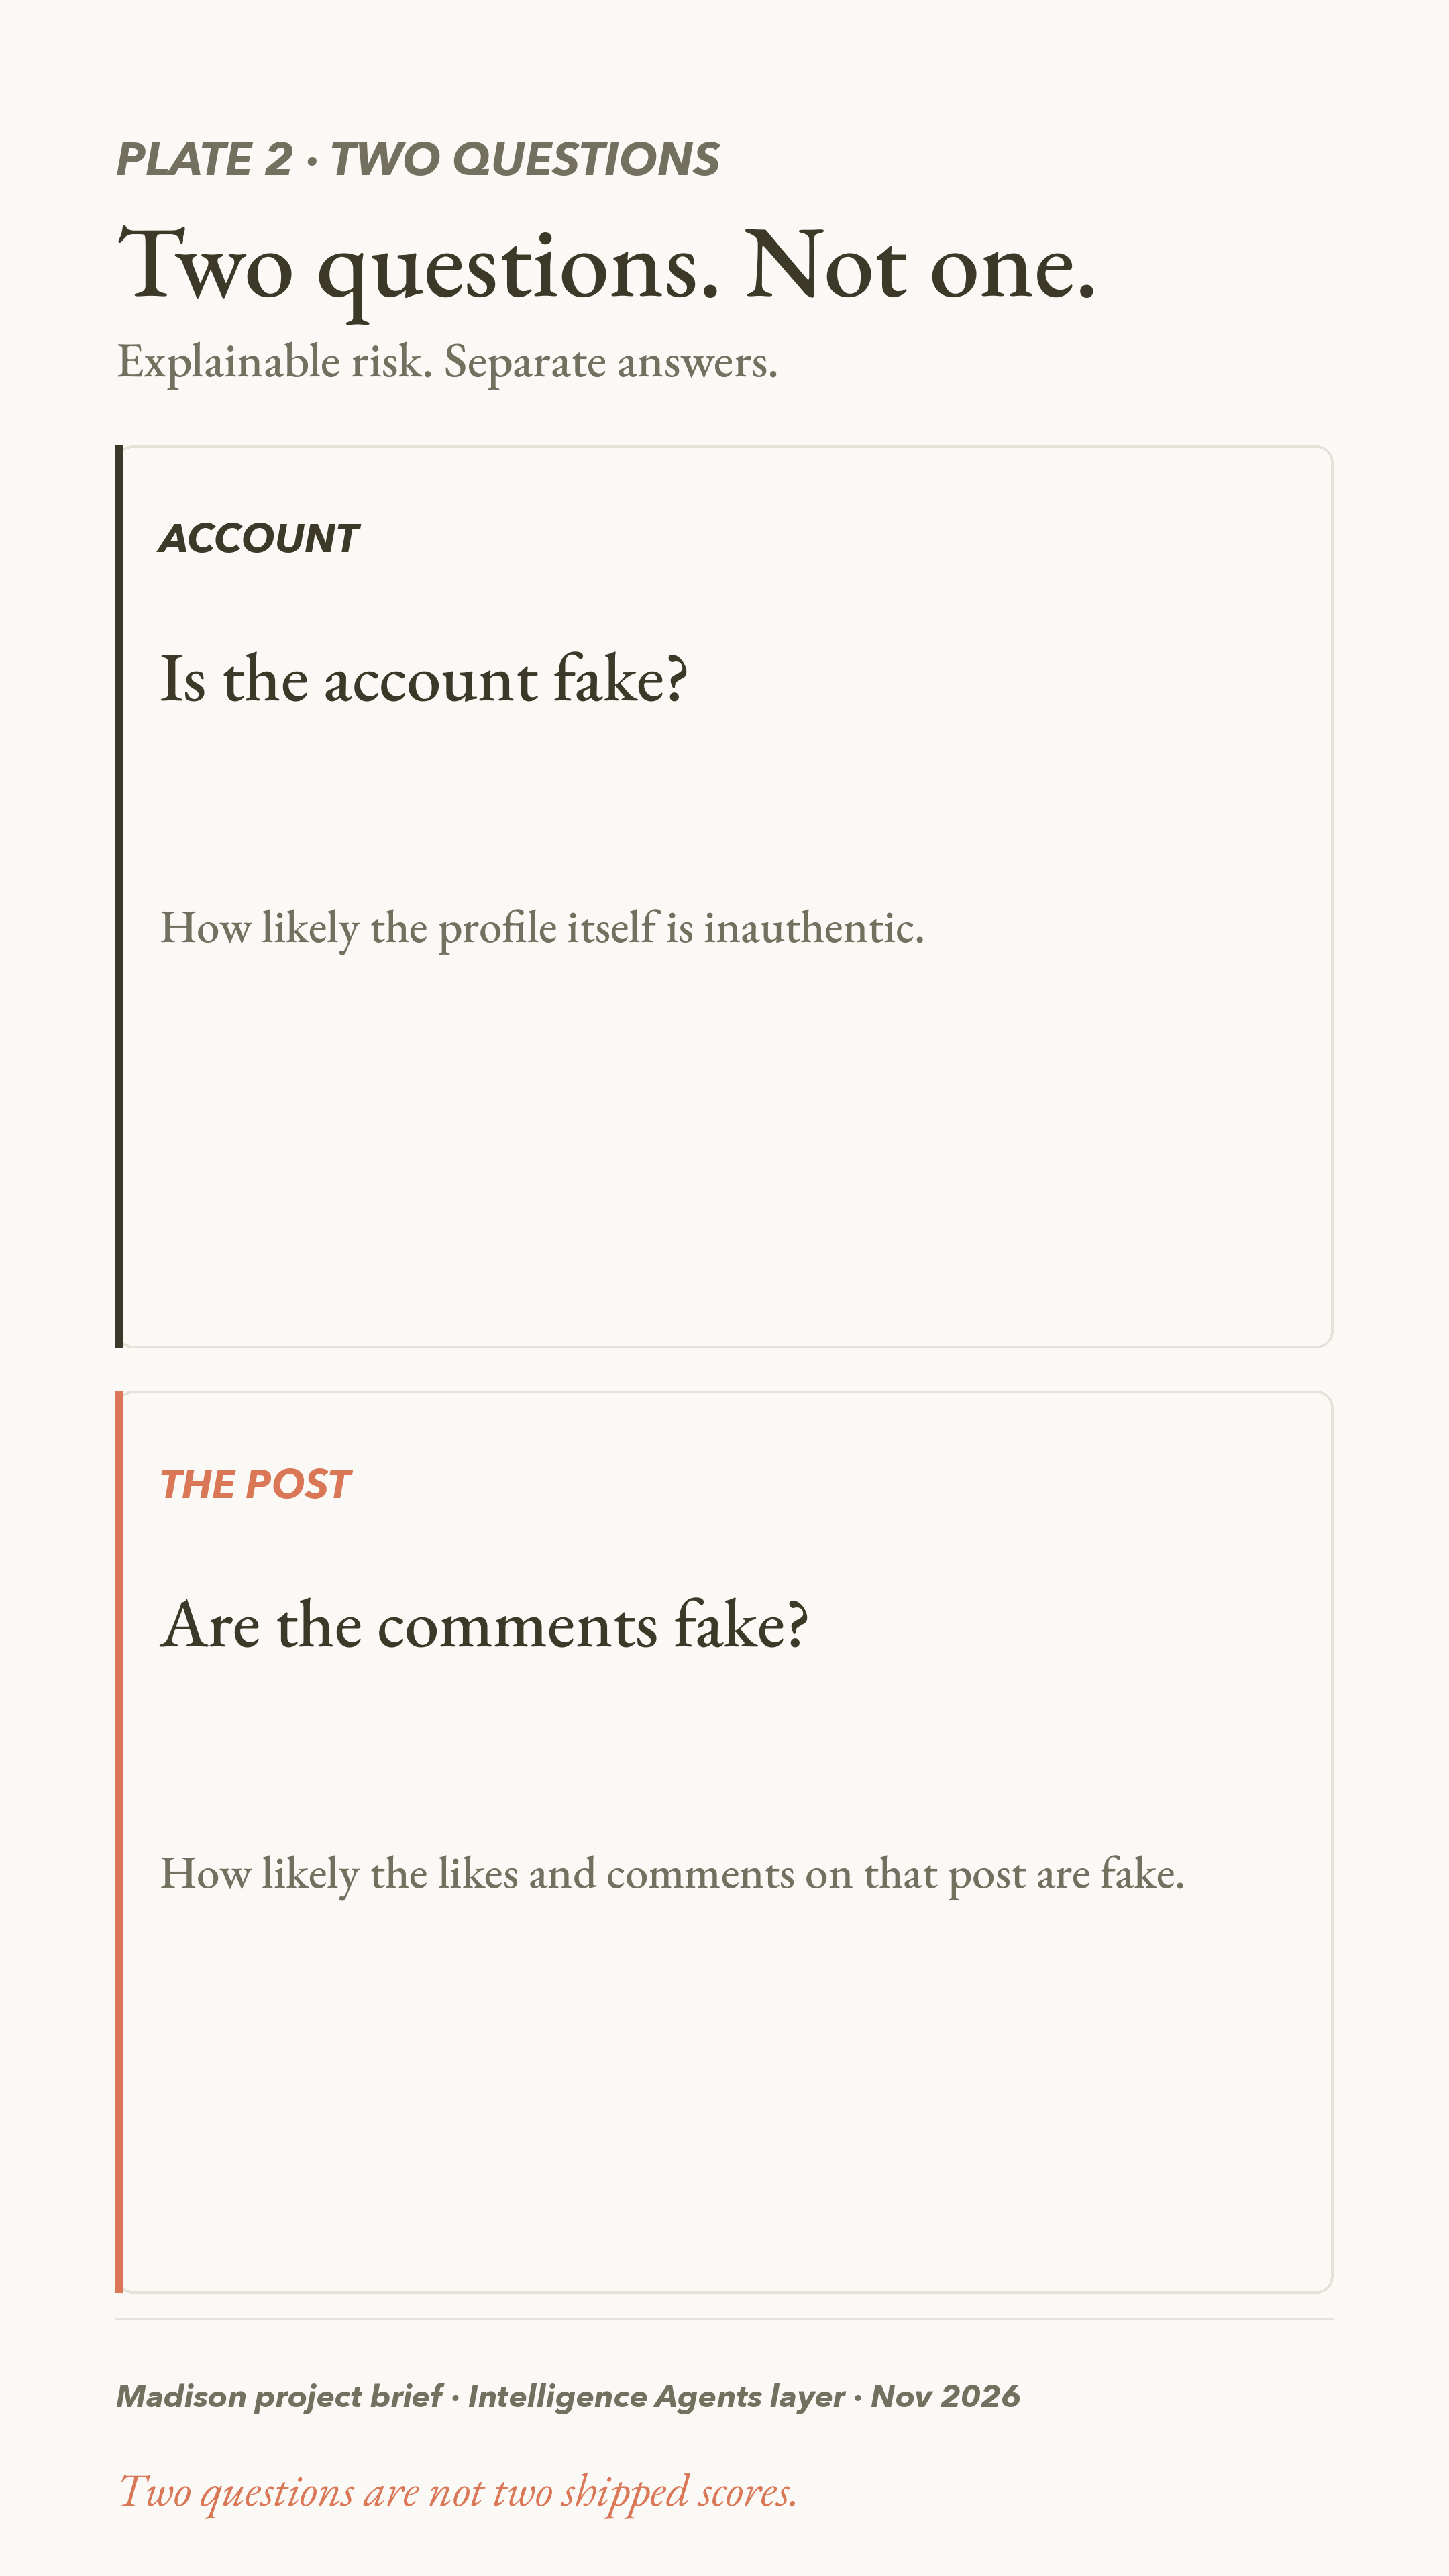 PLATE 2 · TWO QUESTIONS
Two questions. Not one.
Explainable risk. Separate answers.
ACCOUNT
Is the account fake?
How likely the profile itself is inauthentic.
THE POST
Are the comments fake?
How likely the likes and comments on that post are fake.
Madison project brief · Intelligence Agents layer · Nov 2026
Two questions are not two shipped scores.